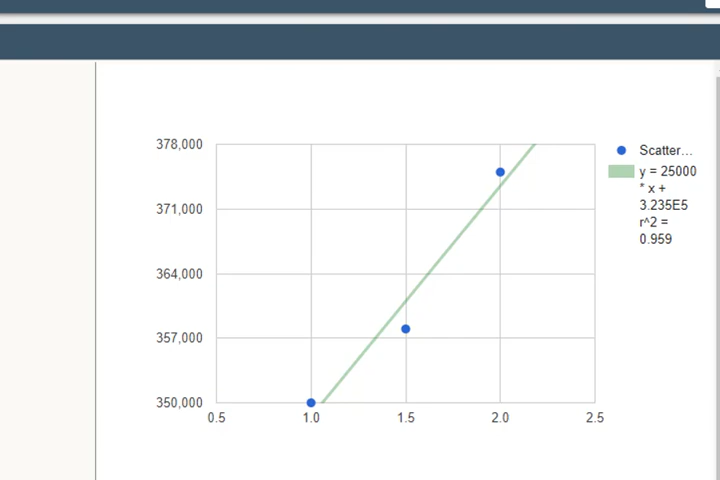 378,000
371,000
364,000
357,000
350,000
0.5 1.0 1.5 2.0 2.5
Scatter...
y = 25000
* x +
3.235E5
r^2 =
0.959